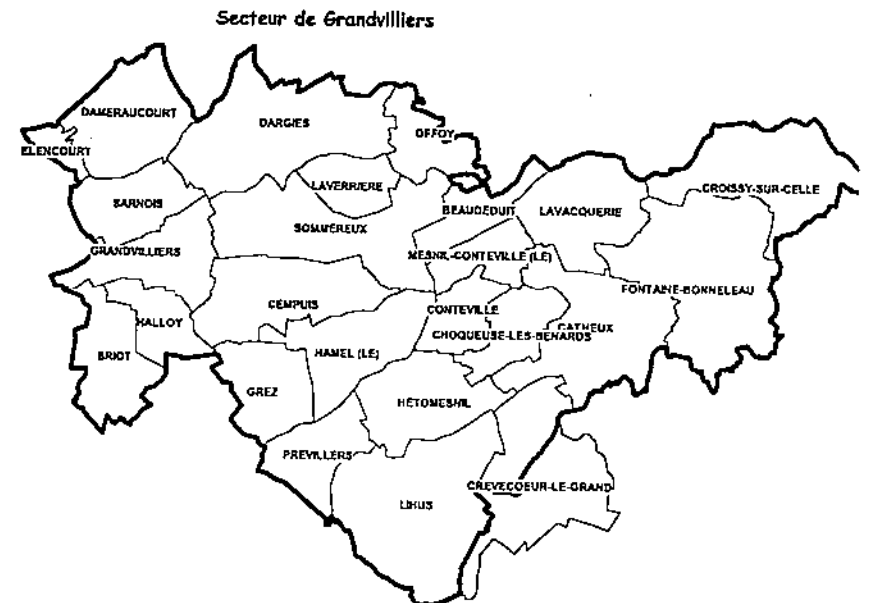 Secteur de Grandvilliers
DAMERAUCOURT
DARGIES
OFFOY
ELENCOURT
LAVERRIERE
CROISSY-SUR-CELLE
SARNOIS
BEAUDEDUIT
LAVACQUERIE
SOMMEREUX
GRANDVILLIERS
MESNIL-CONTEVILLE (LE)
FONTAINE-BONNELEAU
CEMPUIS
CONTEVILLE
HALLOY
CATHEUX
CHOQUEUSE-LES-BENARDS
HAMEL (LE)
BRIOT
GREZ
HETOMESNIL
PREVILLERS
CREVECOEUR-LE-GRAND
LIHUS